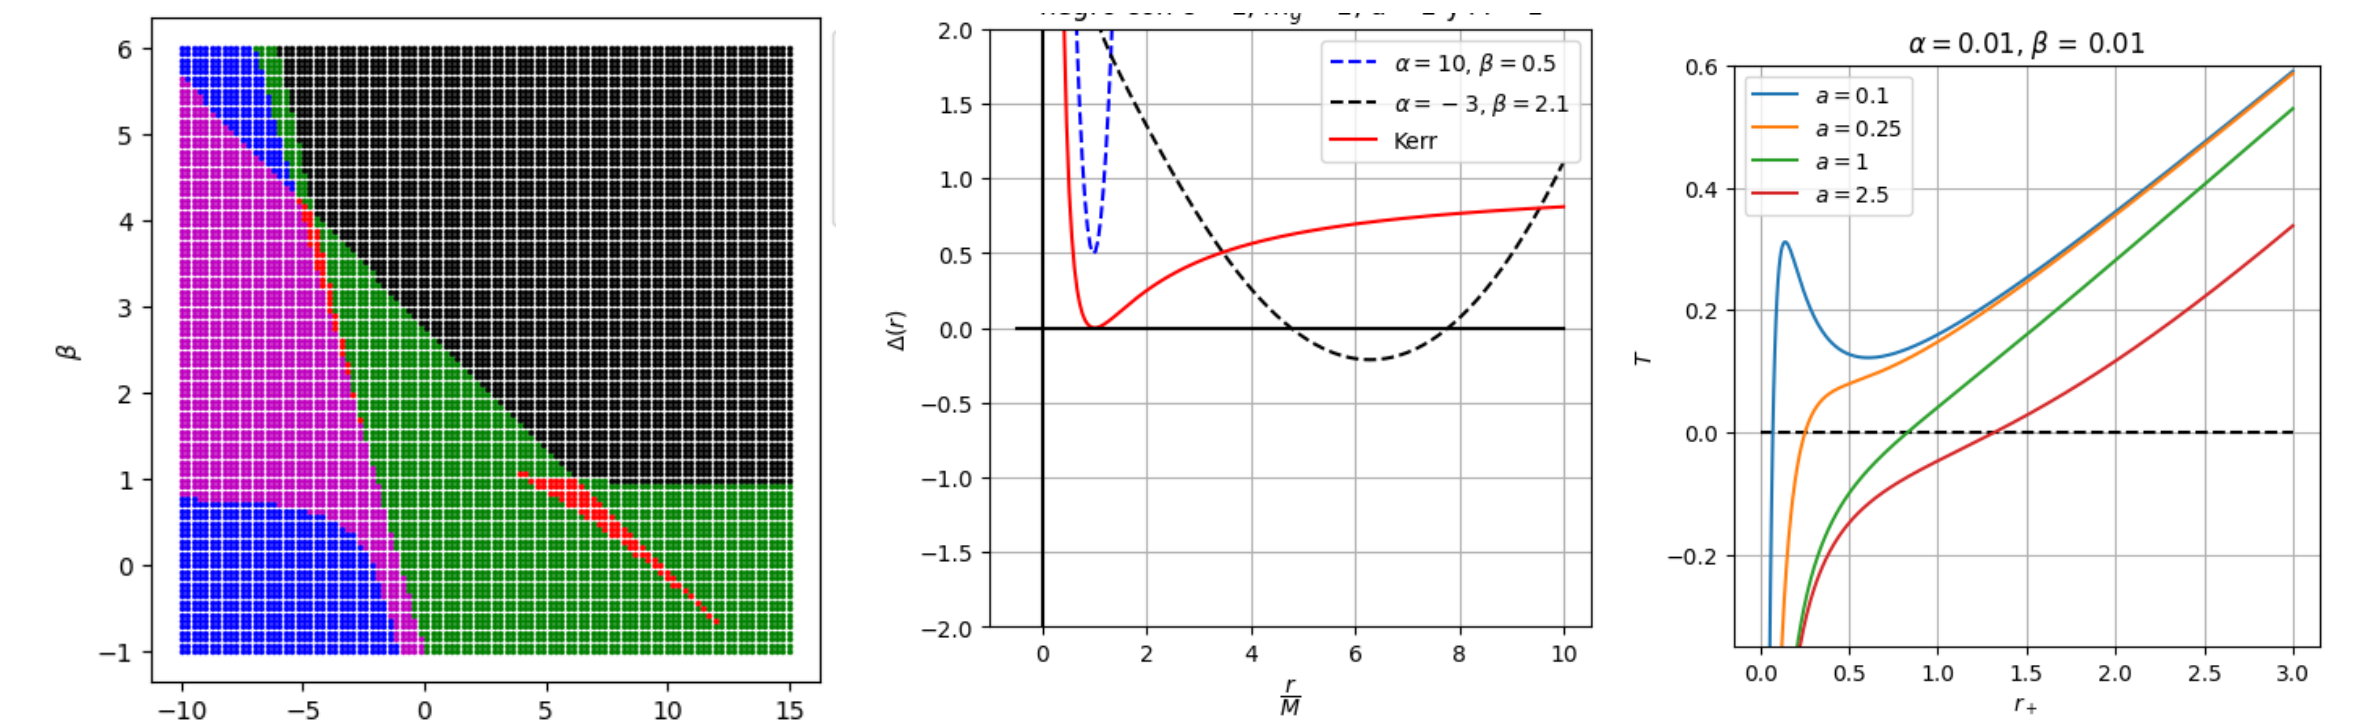 6
5
4
3
2
1
0
−1
β
−10 −5 0 5 10 15
2.0
1.5
1.0
0.5
0.0
−0.5
−1.0
−1.5
−2.0
Δ(r)
α = 10, β = 0.5
α = −3, β = 2.1
Kerr
0 2 4 6 8 10
r
M
α = 0.01, β = 0.01
0.6
0.4
0.2
0.0
−0.2
T
a = 0.1
a = 0.25
a = 1
a = 2.5
0.0 0.5 1.0 1.5 2.0 2.5 3.0
r+